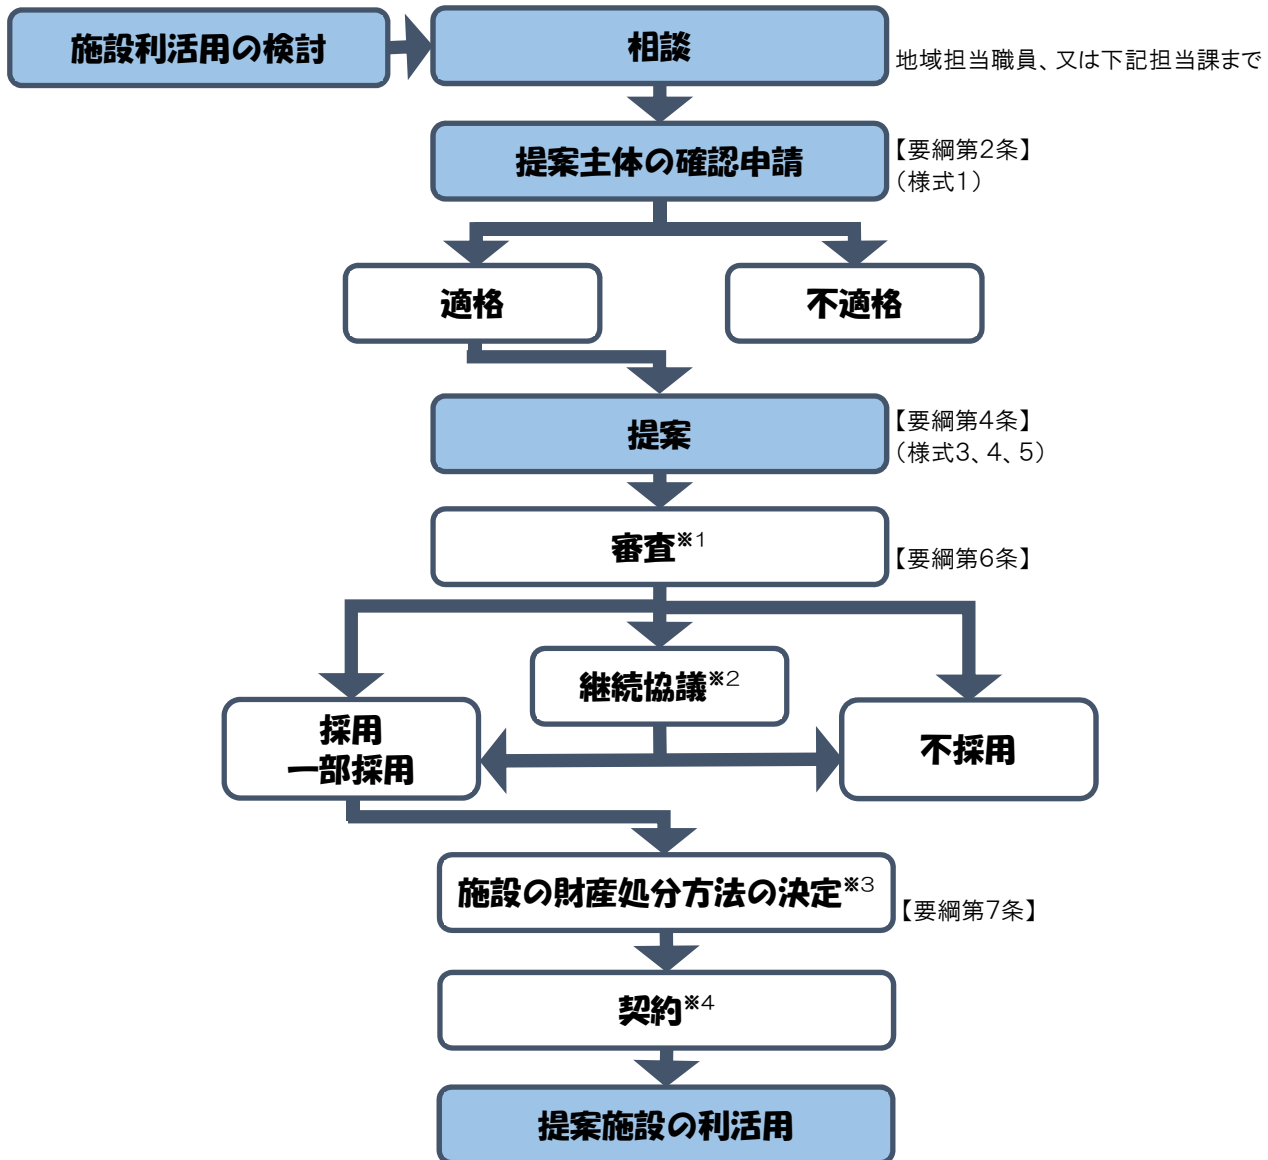 施設利活用の検討
相談
地域担当職員、又は下記担当課まで
提案主体の確認申請
【要綱第2条】
（様式1）
適格
不適格
提案
【要綱第4条】
（様式3、4、5）
審査※1
【要綱第6条】
継続協議※2
採用
一部採用
不採用
施設の財産処分方法の決定※3
【要綱第7条】
契約※4
提案施設の利活用